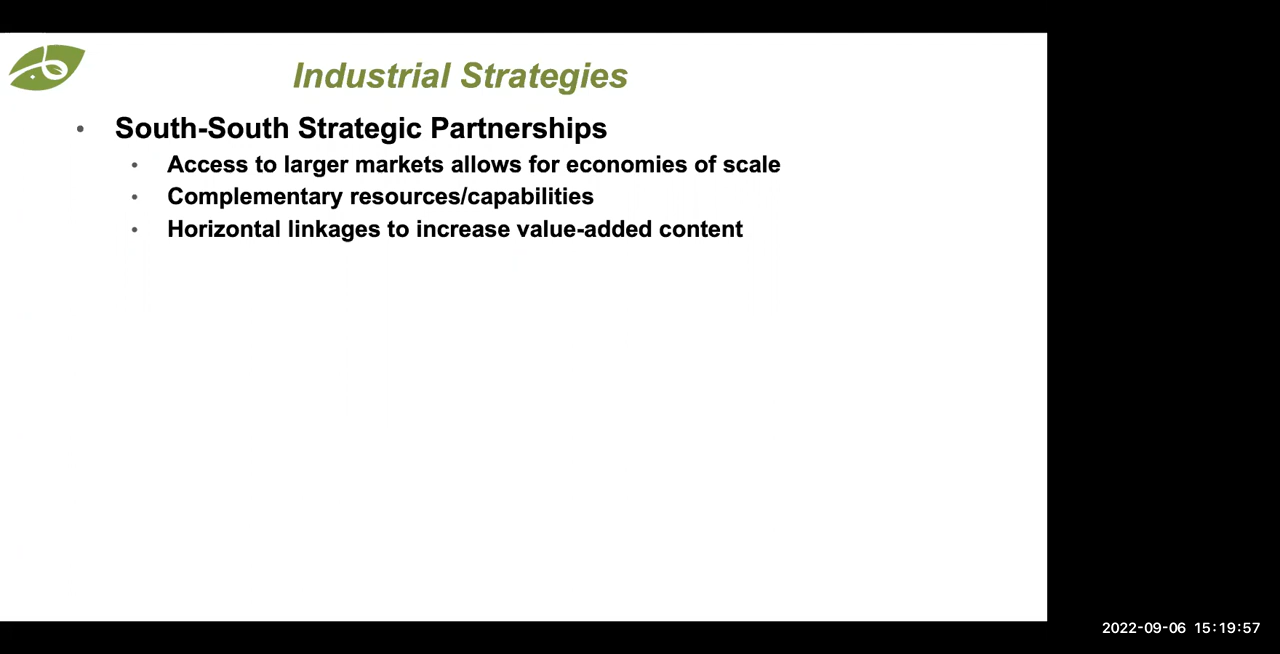 Industrial Strategies
• South-South Strategic Partnerships
• Access to larger markets allows for economies of scale
• Complementary resources/capabilities
• Horizontal linkages to increase value-added content
2022-09-06 15:19:57